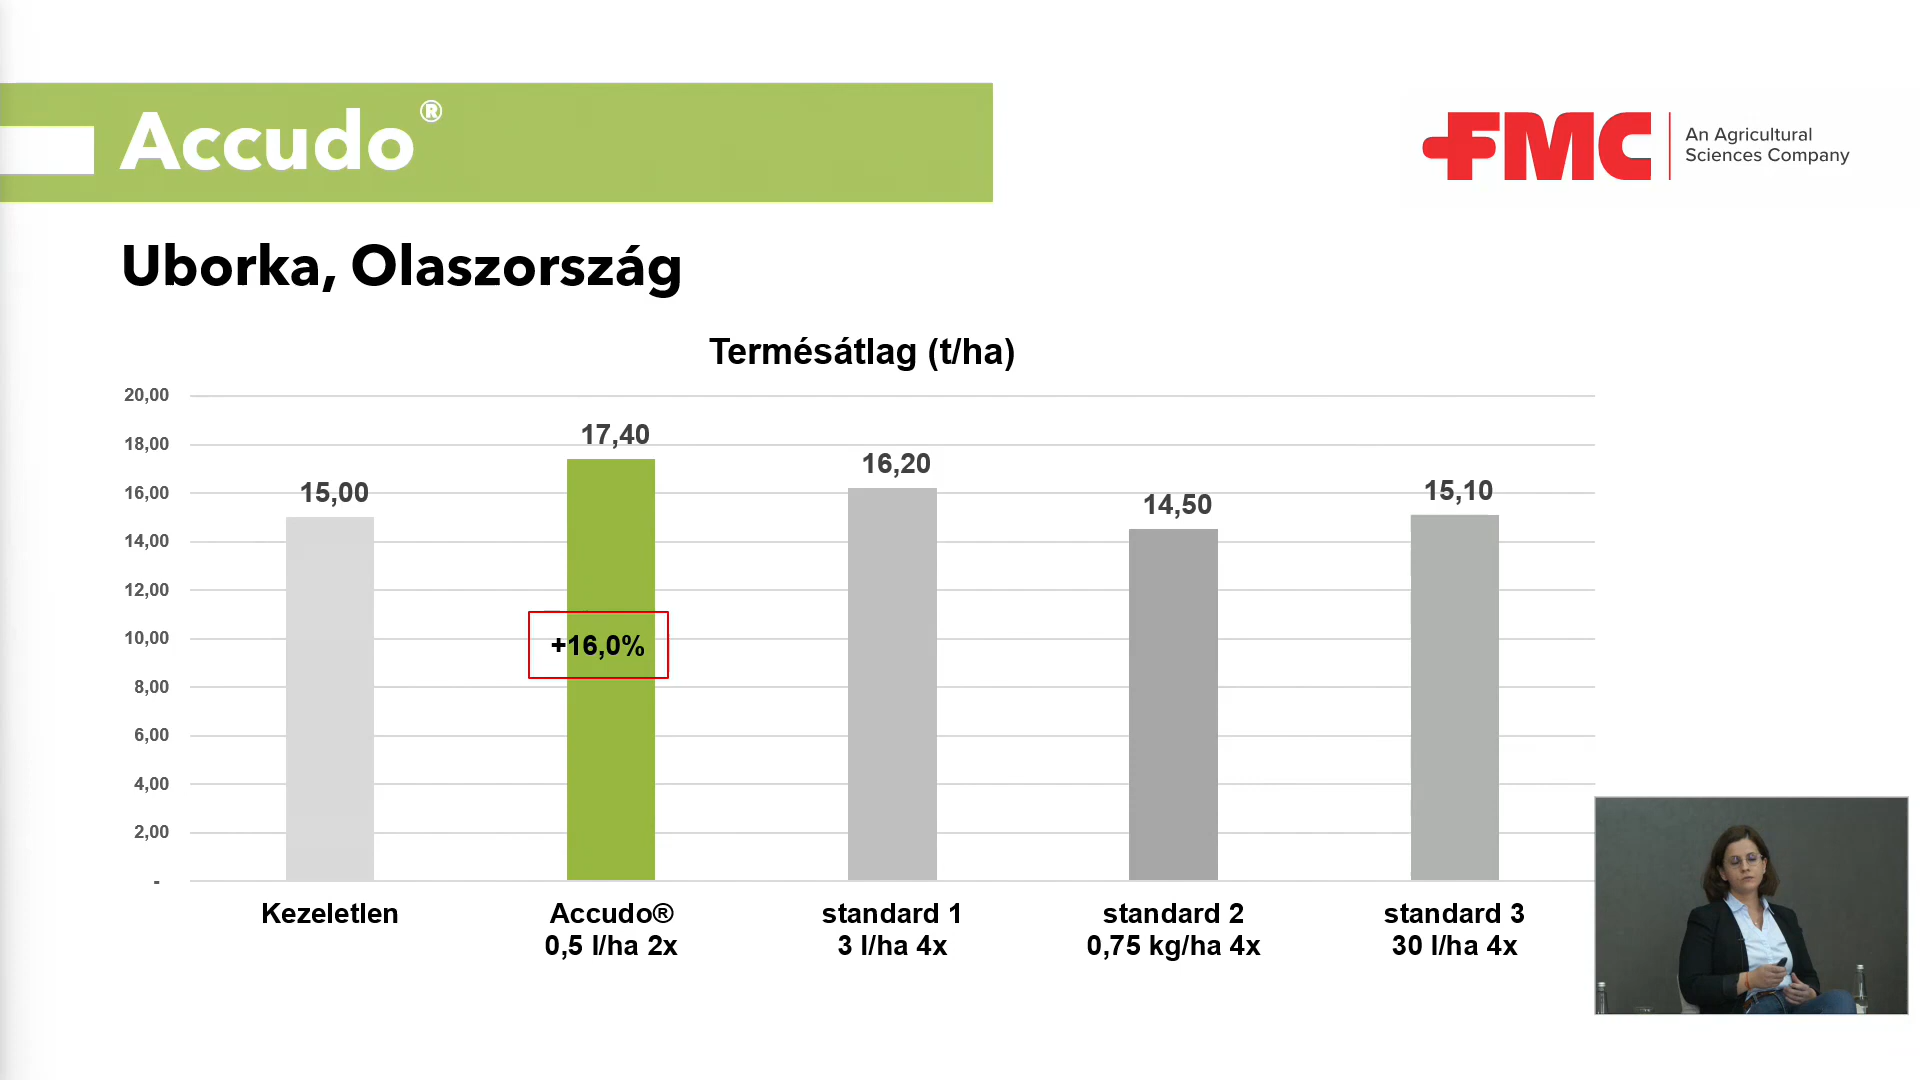 Accudo®
FMC
An Agricultural
Sciences Company
Uborka, Olaszország
Termésátlag (t/ha)
20,00
18,00
16,00
14,00
12,00
10,00
8,00
6,00
4,00
2,00
-
15,00
17,40
16,20
14,50
15,10
+16,0%
Kezeletlen
Accudo®
0,5 l/ha 2x
standard 1
3 l/ha 4x
standard 2
0,75 kg/ha 4x
standard 3
30 l/ha 4x